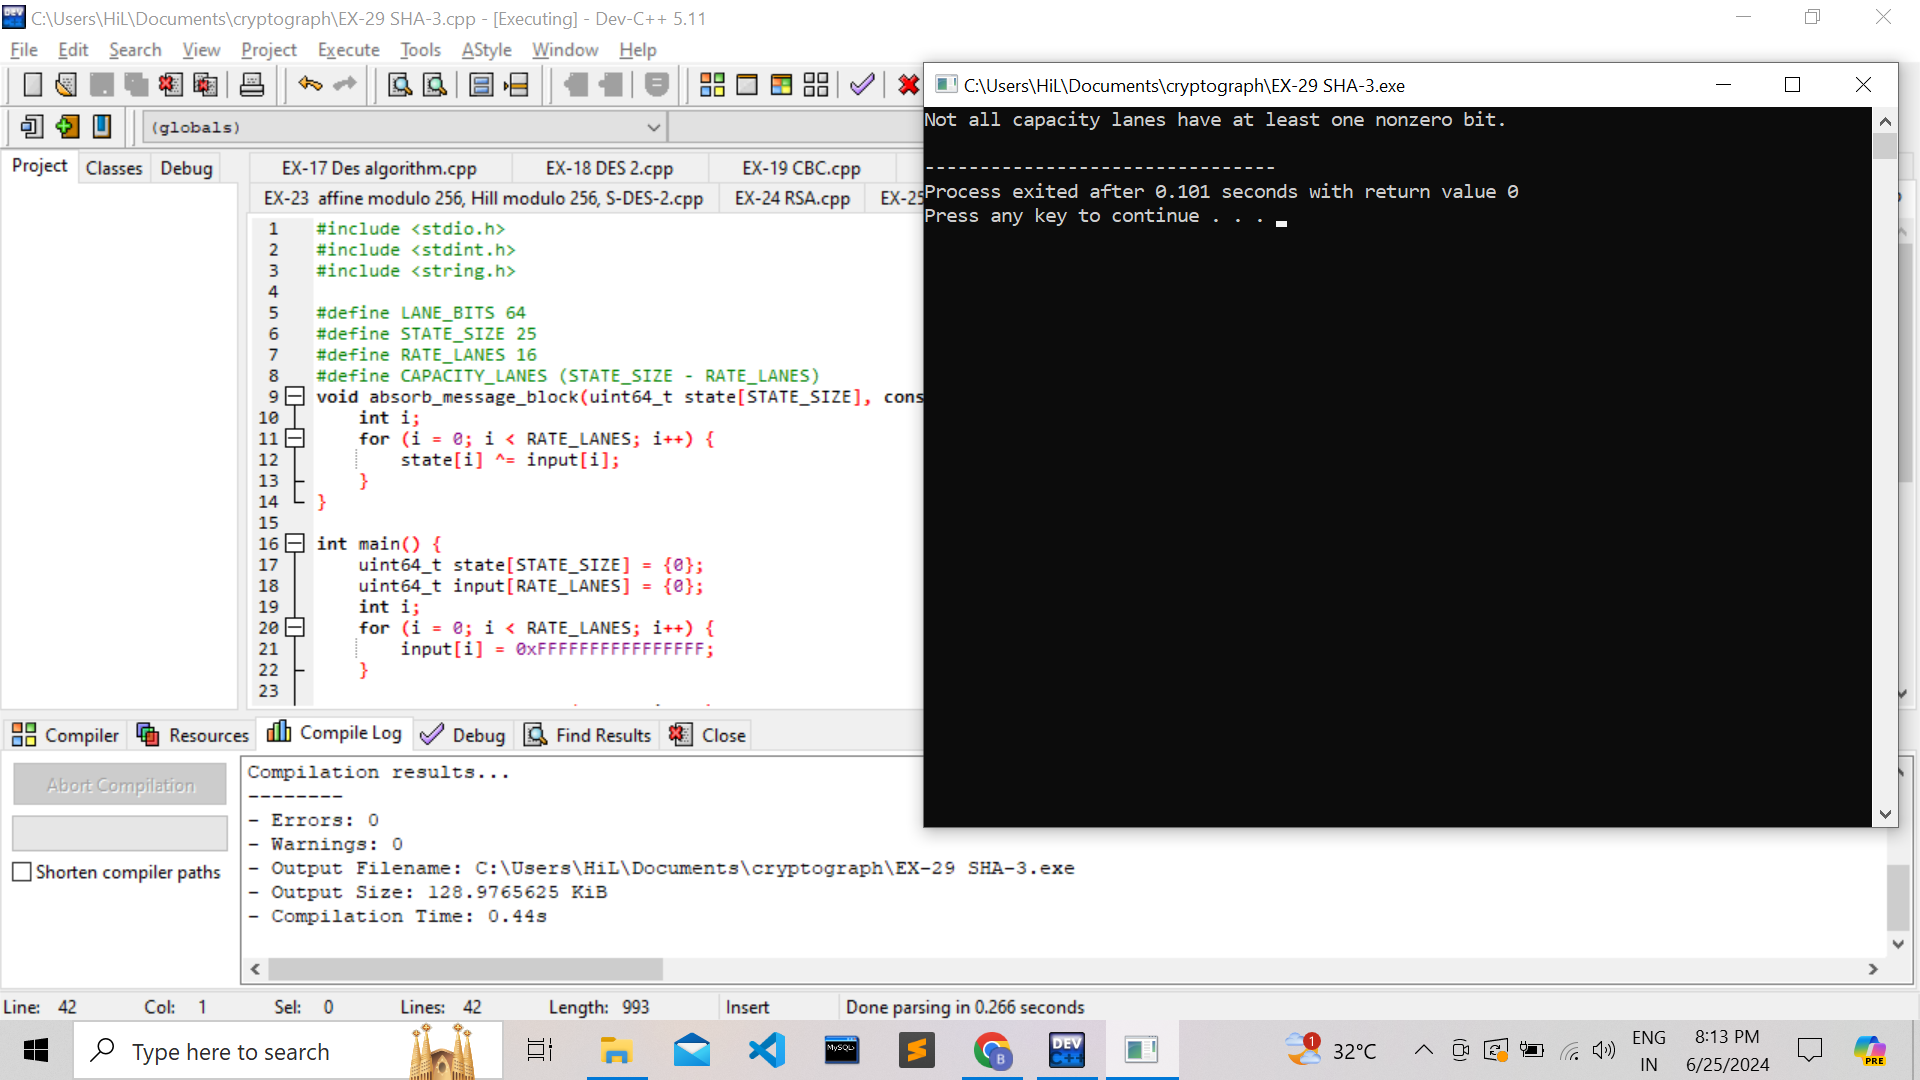 C:\Users\HiL\Documents\cryptograph\EX-29 SHA-3.cpp - [Executing] - Dev-C++ 5.11
File Edit Search View Project Execute Tools AStyle Window Help
(globals)
Project Classes Debug
EX-17 Des algorithm.cpp EX-18 DES 2.cpp EX-19 CBC.cpp
EX-23 affine modulo 256, Hill modulo 256, S-DES-2.cpp EX-24 RSA.cpp EX-25
1 #include <stdio.h>
2 #include <stdint.h>
3 #include <string.h>
4
5 #define LANE_BITS 64
6 #define STATE_SIZE 25
7 #define RATE_LANES 16
8 #define CAPACITY_LANES (STATE_SIZE - RATE_LANES)
9 void absorb_message_block(uint64_t state[STATE_SIZE], cons
10 int i;
11 for (i = 0; i < RATE_LANES; i++) {
12 state[i] ^= input[i];
13 }
14 }
15
16 int main() {
17 uint64_t state[STATE_SIZE] = {0};
18 uint64_t input[RATE_LANES] = {0};
19 int i;
20 for (i = 0; i < RATE_LANES; i++) {
21 input[i] = 0xFFFFFFFFFFFFFFFF;
22 }
23
C:\Users\HiL\Documents\cryptograph\EX-29 SHA-3.exe
Not all capacity lanes have at least one nonzero bit.
--------------------------------
Process exited after 0.101 seconds with return value 0
Press any key to continue . . .
Compiler Resources Compile Log Debug Find Results Close
Abort Compilation
Shorten compiler paths
Compilation results...
--------
- Errors: 0
- Warnings: 0
- Output Filename: C:\Users\HiL\Documents\cryptograph\EX-29 SHA-3.exe
- Output Size: 128.9765625 KiB
- Compilation Time: 0.44s
Line: 42 Col: 1 Sel: 0 Lines: 42 Length: 993 Insert Done parsing in 0.266 seconds
Type here to search
MySQL
B
DEV
C++
1
32°C
ENG
IN
8:13 PM
6/25/2024
PRE